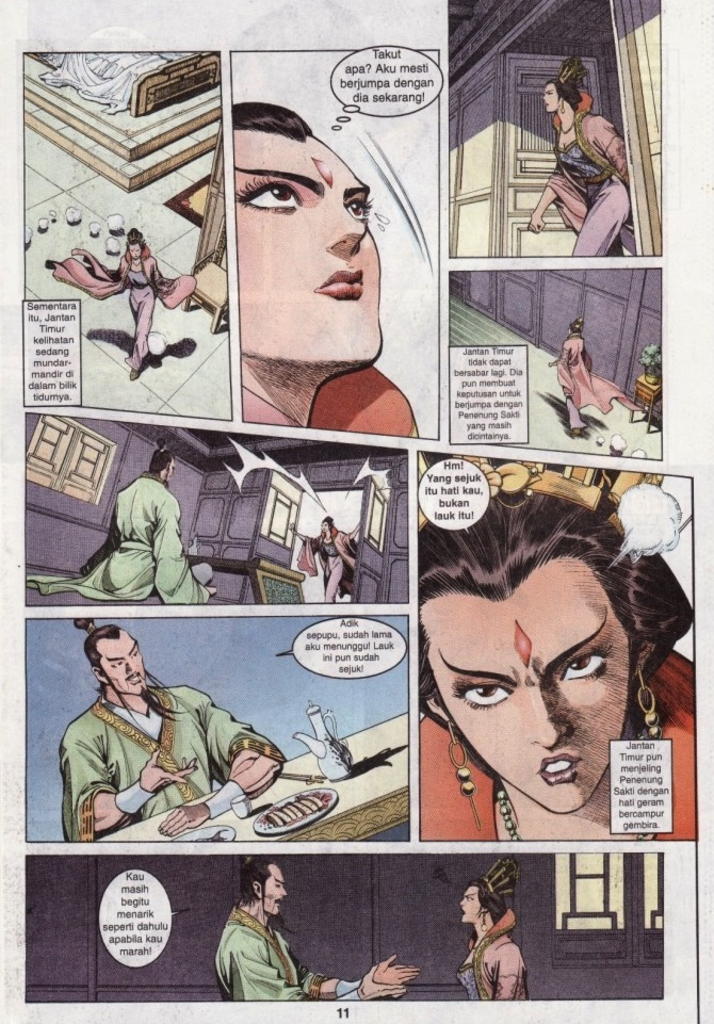 Sementara
itu, Jantan
Timur
kelihatan
sedang
mundar-
mandir di
dalam bilik
tidurnya.
Takut
apa? Aku mesti
berjumpa dengan
dia sekarang!
Jantan Timur
tidak dapat
bersabar lagi. Dia
pun membuat
keputusan untuk
berjumpa dengan
Penenung Sakti
yang masih
dicintainya.
Hm!
Yang sejuk
itu hati kau,
bukan
lauk itu!
Adik
sepupu, sudah lama
aku menunggu! Lauk
ini pun sudah
sejuk!
Jantan
Timur pun
menjeling
Penenung
Sakti dengan
hati geram
bercampur
gembira.
Kau
masih
begitu
menarik
seperti dahulu
apabila kau
marah!
11